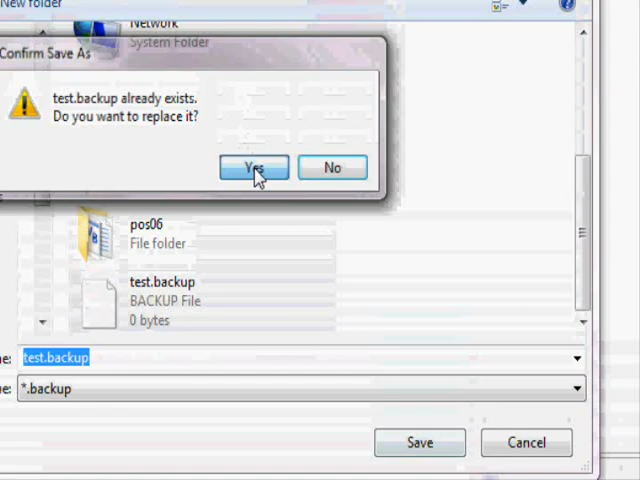 New folder
Network
System Folder
Confirm Save As
test.backup already exists.
Do you want to replace it?
Yes
No
pos06
File folder
test.backup
BACKUP File
0 bytes
test.backup
*.backup
Save
Cancel